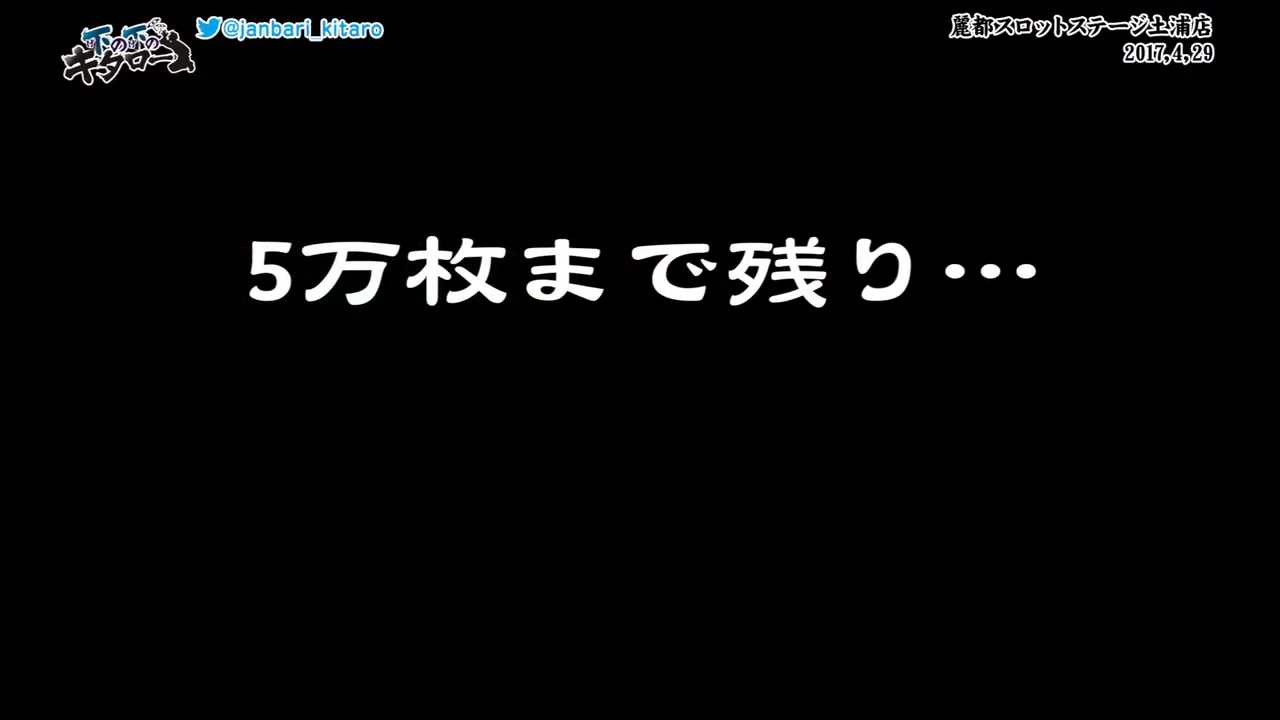 下の下の
キタロー
@janbari_kitaro
麗都スロットステージ土浦店
2017,4,29
5万枚まで残り…